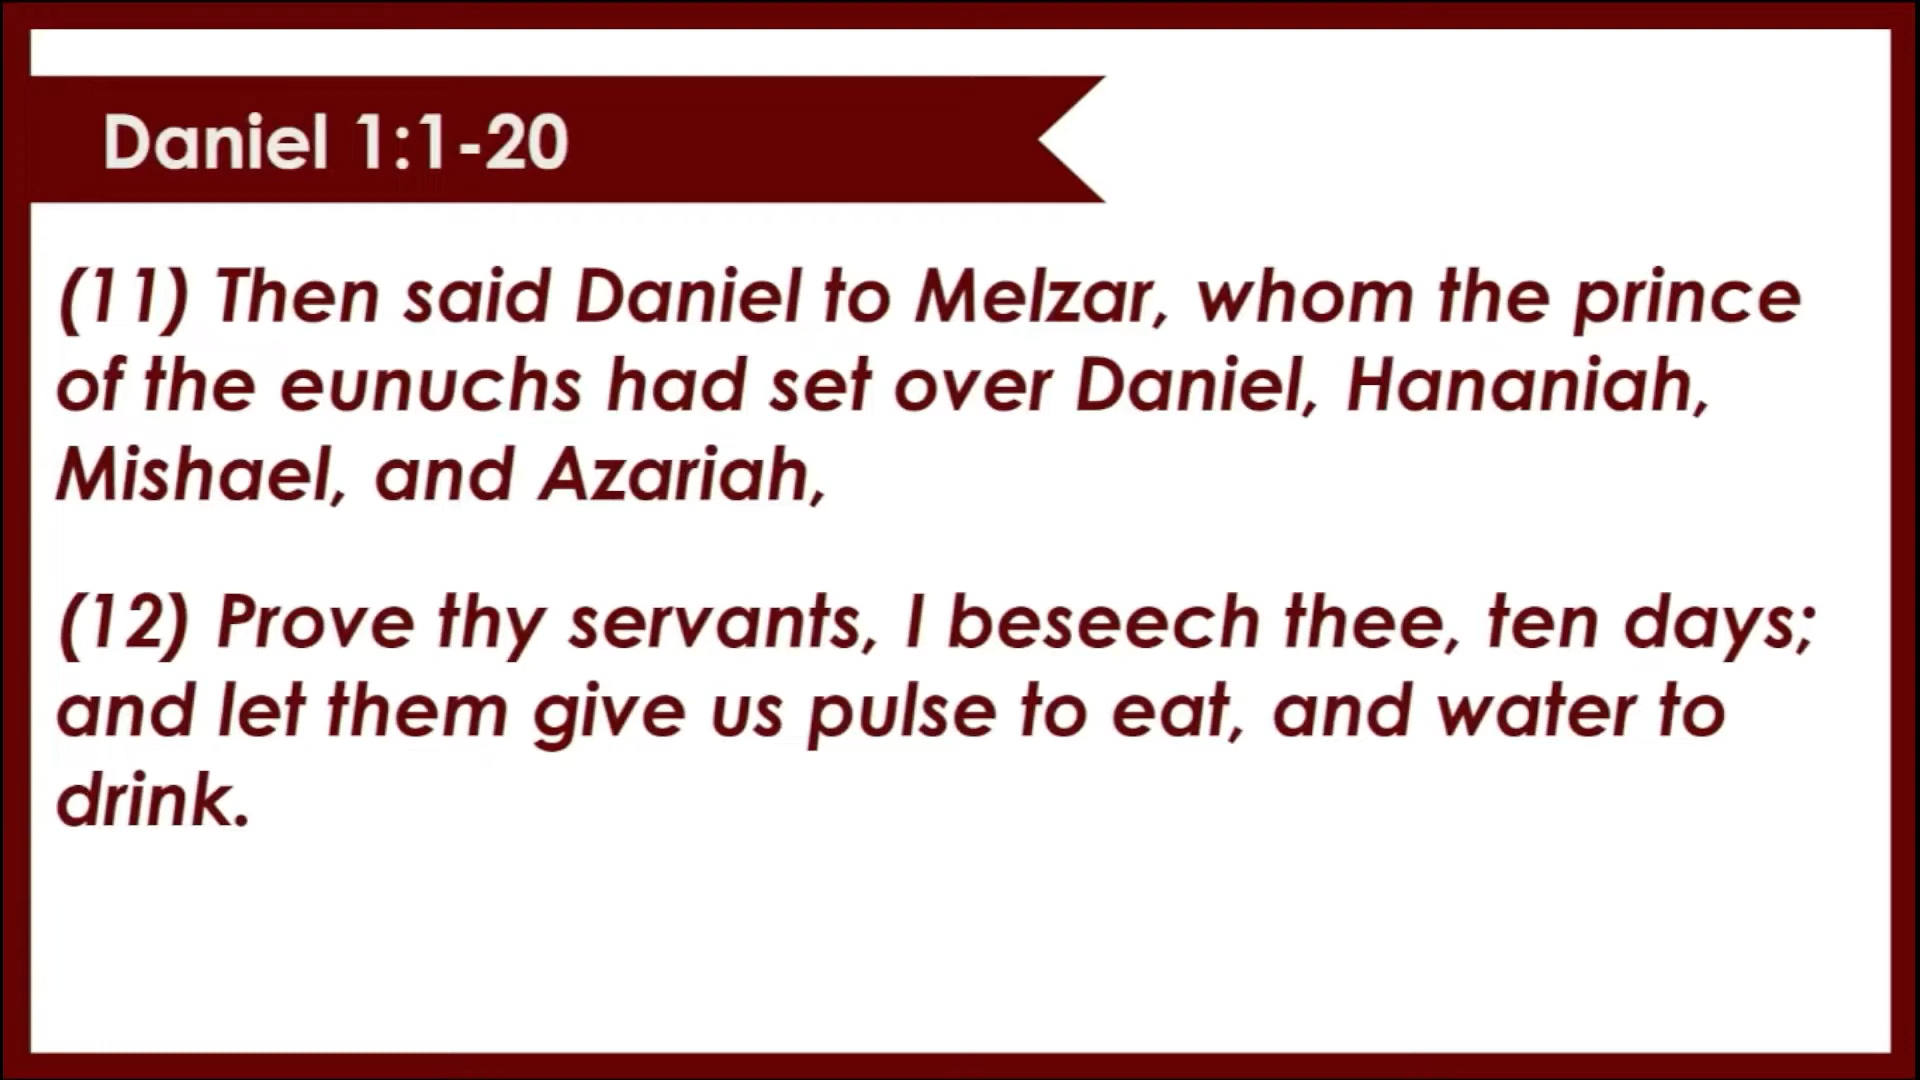 Daniel 1:1-20
(11) Then said Daniel to Melzar, whom the prince
of the eunuchs had set over Daniel, Hananiah,
Mishael, and Azariah,
(12) Prove thy servants, I beseech thee, ten days;
and let them give us pulse to eat, and water to
drink.